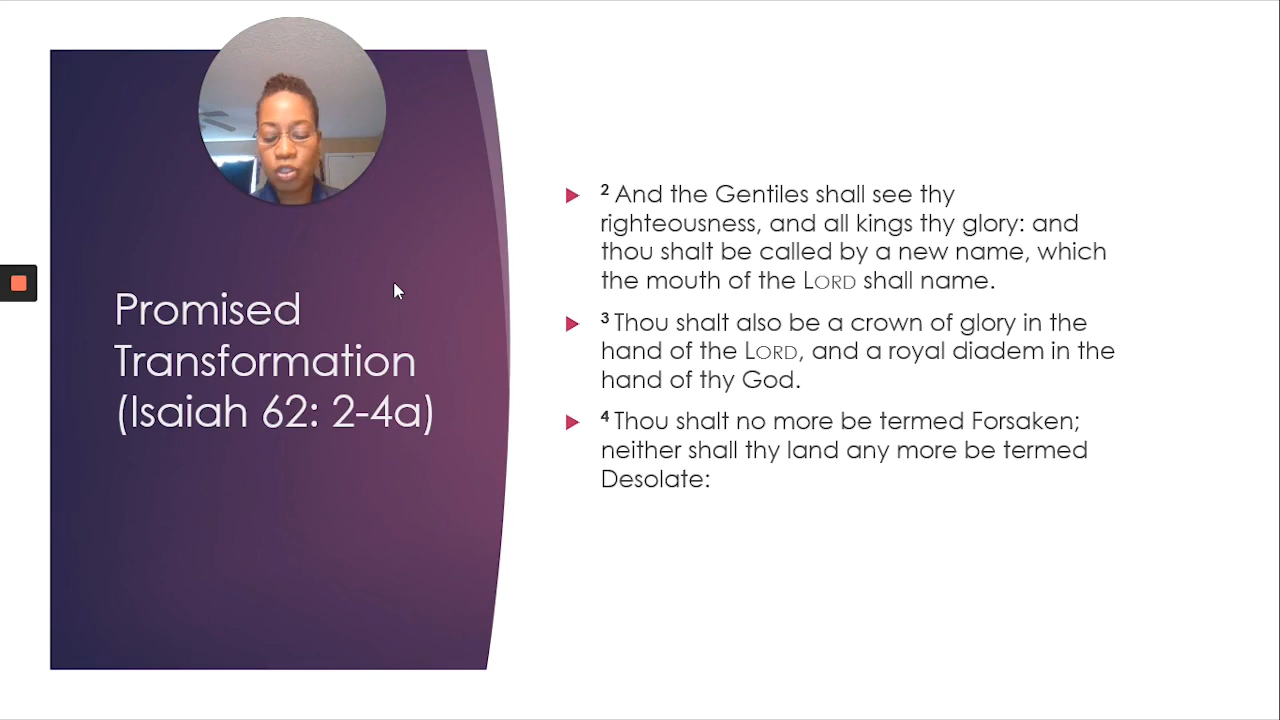 Promised
Transformation
(Isaiah 62: 2-4a)
2 And the Gentiles shall see thy
righteousness, and all kings thy glory: and
thou shalt be called by a new name, which
the mouth of the LORD shall name.
3 Thou shalt also be a crown of glory in the
hand of the LORD, and a royal diadem in the
hand of thy God.
4 Thou shalt no more be termed Forsaken;
neither shall thy land any more be termed
Desolate: